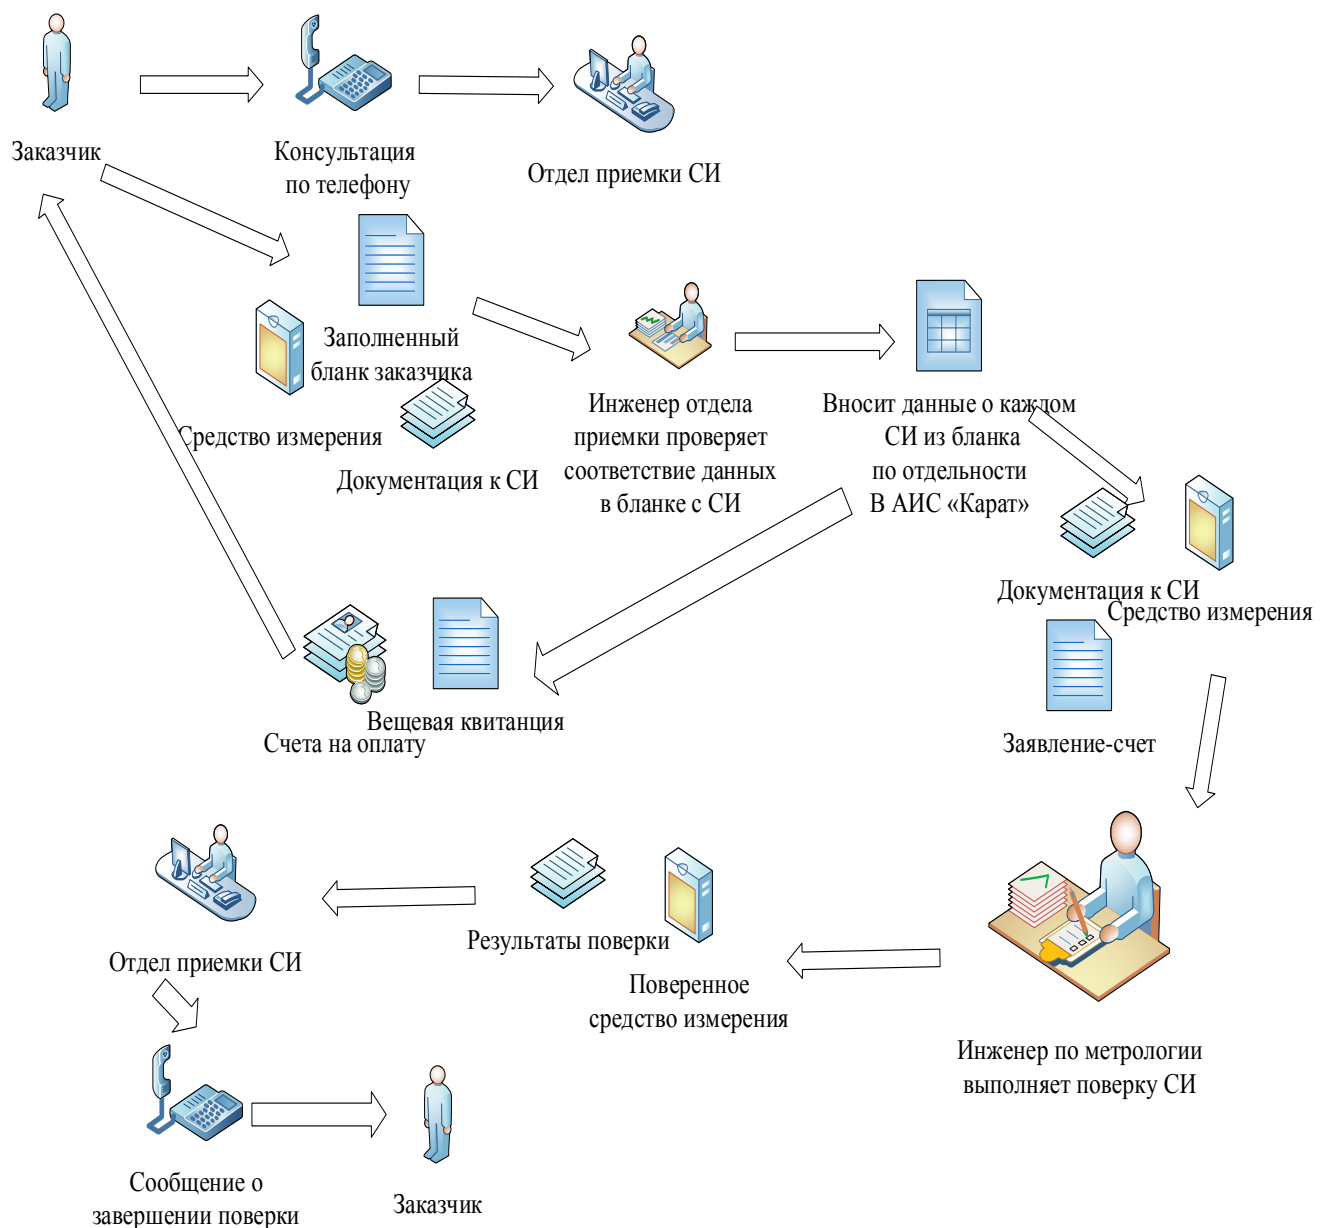 Заказчик
Консультация
по телефону
Отдел приемки СИ
Заполненный
бланк заказчика
Средство измерения
Документация к СИ
Инженер отдела
приемки проверяет
соответствие данных
в бланке с СИ
Вносит данные о каждом
СИ из бланка
по отдельности
В АИС «Карат»
Документация к СИ
Средство измерения
Заявление-счет
Вещевая квитанция
Счета на оплату
Инженер по метрологии
выполняет поверку СИ
Результаты поверки
Поверенное
средство измерения
Отдел приемки СИ
Сообщение о
завершении поверки
Заказчик